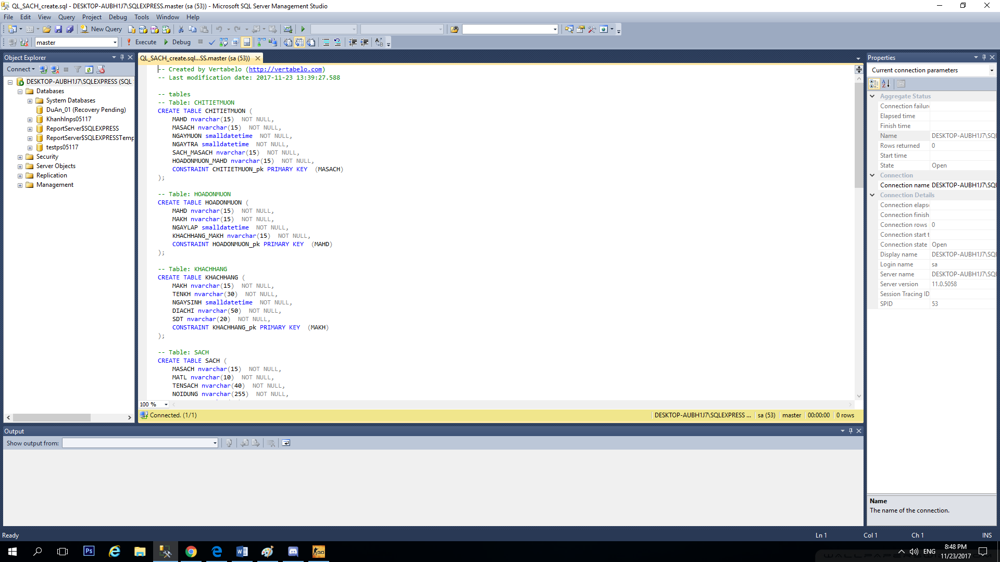 QL_SACH_create.sql - DESKTOP-AUBH1J7\SQLEXPRESS.master (sa (53)) - Microsoft SQL Server Management Studio
File Edit View Query Project Debug Tools Window Help
New Query
master Execute Debug
Object Explorer
Connect
DESKTOP-AUBH1J7\SQLEXPRESS (SQL
Databases
System Databases
DuAn_01 (Recovery Pending)
KhanhInps05117
ReportServer$SQLEXPRESS
ReportServer$SQLEXPRESSTemp
testps05117
Security
Server Objects
Replication
Management
QL_SACH_create.sql...SS.master (sa (53))
-- Created by Vertabelo (http://vertabelo.com)
-- Last modification date: 2017-11-23 13:39:27.588
-- tables
-- Table: CHITIETMUON
CREATE TABLE CHITIETMUON (
MAHD nvarchar(15) NOT NULL,
MASACH nvarchar(15) NOT NULL,
NGAYMUON smalldatetime NOT NULL,
NGAYTRA smalldatetime NOT NULL,
SACH_MASACH nvarchar(15) NOT NULL,
HOADONMUON_MAHD nvarchar(15) NOT NULL,
CONSTRAINT CHITIETMUON_pk PRIMARY KEY (MASACH)
);
-- Table: HOADONMUON
CREATE TABLE HOADONMUON (
MAHD nvarchar(15) NOT NULL,
MAKH nvarchar(15) NOT NULL,
NGAYLAP smalldatetime NOT NULL,
KHACHHANG_MAKH nvarchar(15) NOT NULL,
CONSTRAINT HOADONMUON_pk PRIMARY KEY (MAHD)
);
-- Table: KHACHHANG
CREATE TABLE KHACHHANG (
MAKH nvarchar(15) NOT NULL,
TENKH nvarchar(30) NOT NULL,
NGAYSINH smalldatetime NOT NULL,
DIACHI nvarchar(50) NOT NULL,
SDT nvarchar(20) NOT NULL,
CONSTRAINT KHACHHANG_pk PRIMARY KEY (MAKH)
);
-- Table: SACH
CREATE TABLE SACH (
MASACH nvarchar(15) NOT NULL,
MATL nvarchar(10) NOT NULL,
TENSACH nvarchar(40) NOT NULL,
NOIDUNG nvarchar(255) NOT NULL,
100 %
Connected. (1/1) DESKTOP-AUBH1J7\SQLEXPRESS ... sa (53) master 00:00:00 0 rows
Output
Show output from:
Properties
Current connection parameters
Aggregate Status
Connection failure
Elapsed time
Finish time
Name DESKTOP-AUBH1J7\SQL
Rows returned 0
Start time
State Open
Connection
Connection name DESKTOP-AUBH1J7\SQL
Connection Details
Connection elapse
Connection finish
Connection rows 0
Connection start t
Connection state Open
Display name DESKTOP-AUBH1J7\SQL
Login name sa
Server name DESKTOP-AUBH1J7\SQL
Server version 11.0.5058
Session Tracing ID
SPID 53
Name
The name of the connection.
Ready Ln 1 Col 1 Ch 1 INS
Ps GO ENG 8:48 PM
11/23/2017